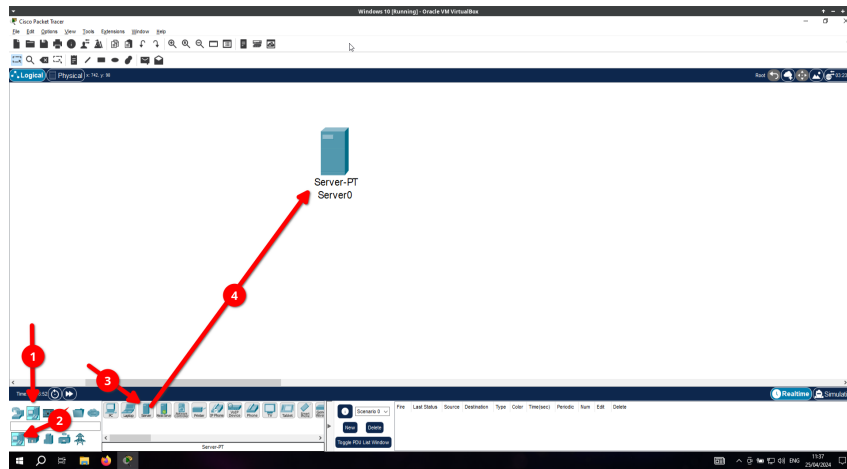 Windows 10 [Running] - Oracle VM VirtualBox
Cisco Packet Tracer
File Edit Options View Tools Extensions Window Help
Logical Physical x: 742, y: 98
Root
Server-PT
Server0
4
1
3
2
Realtime
Scenario 0
Fire Last Status Source Destination Type Color Time(sec) Periodic Num Edit Delete
New Delete
Toggle PDU List Window
Server-PT
ENG
11:37
25/04/2024